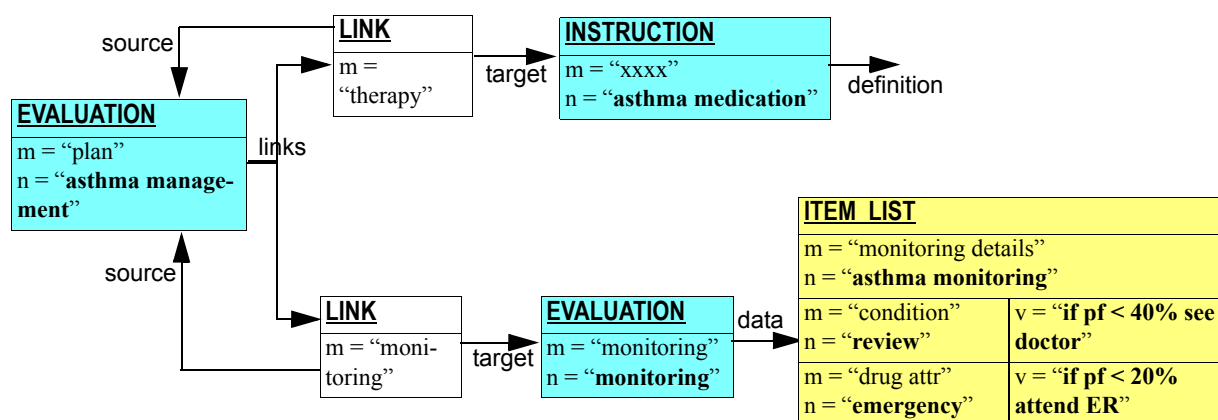 source
LINK
m =
“therapy”
target
INSTRUCTION
m = “xxxx”
n = “asthma medication”
definition
EVALUATION
m = “plan”
n = “asthma manage-
ment”
links
source
LINK
m = “moni-
toring”
target
EVALUATION
m = “monitoring”
n = “monitoring”
data
ITEM_LIST
m = “monitoring details”
n = “asthma monitoring”
m = “condition”
n = “review”
v = “if pf < 40% see
doctor”
m = “drug attr”
n = “emergency”
v = “if pf < 20%
attend ER”